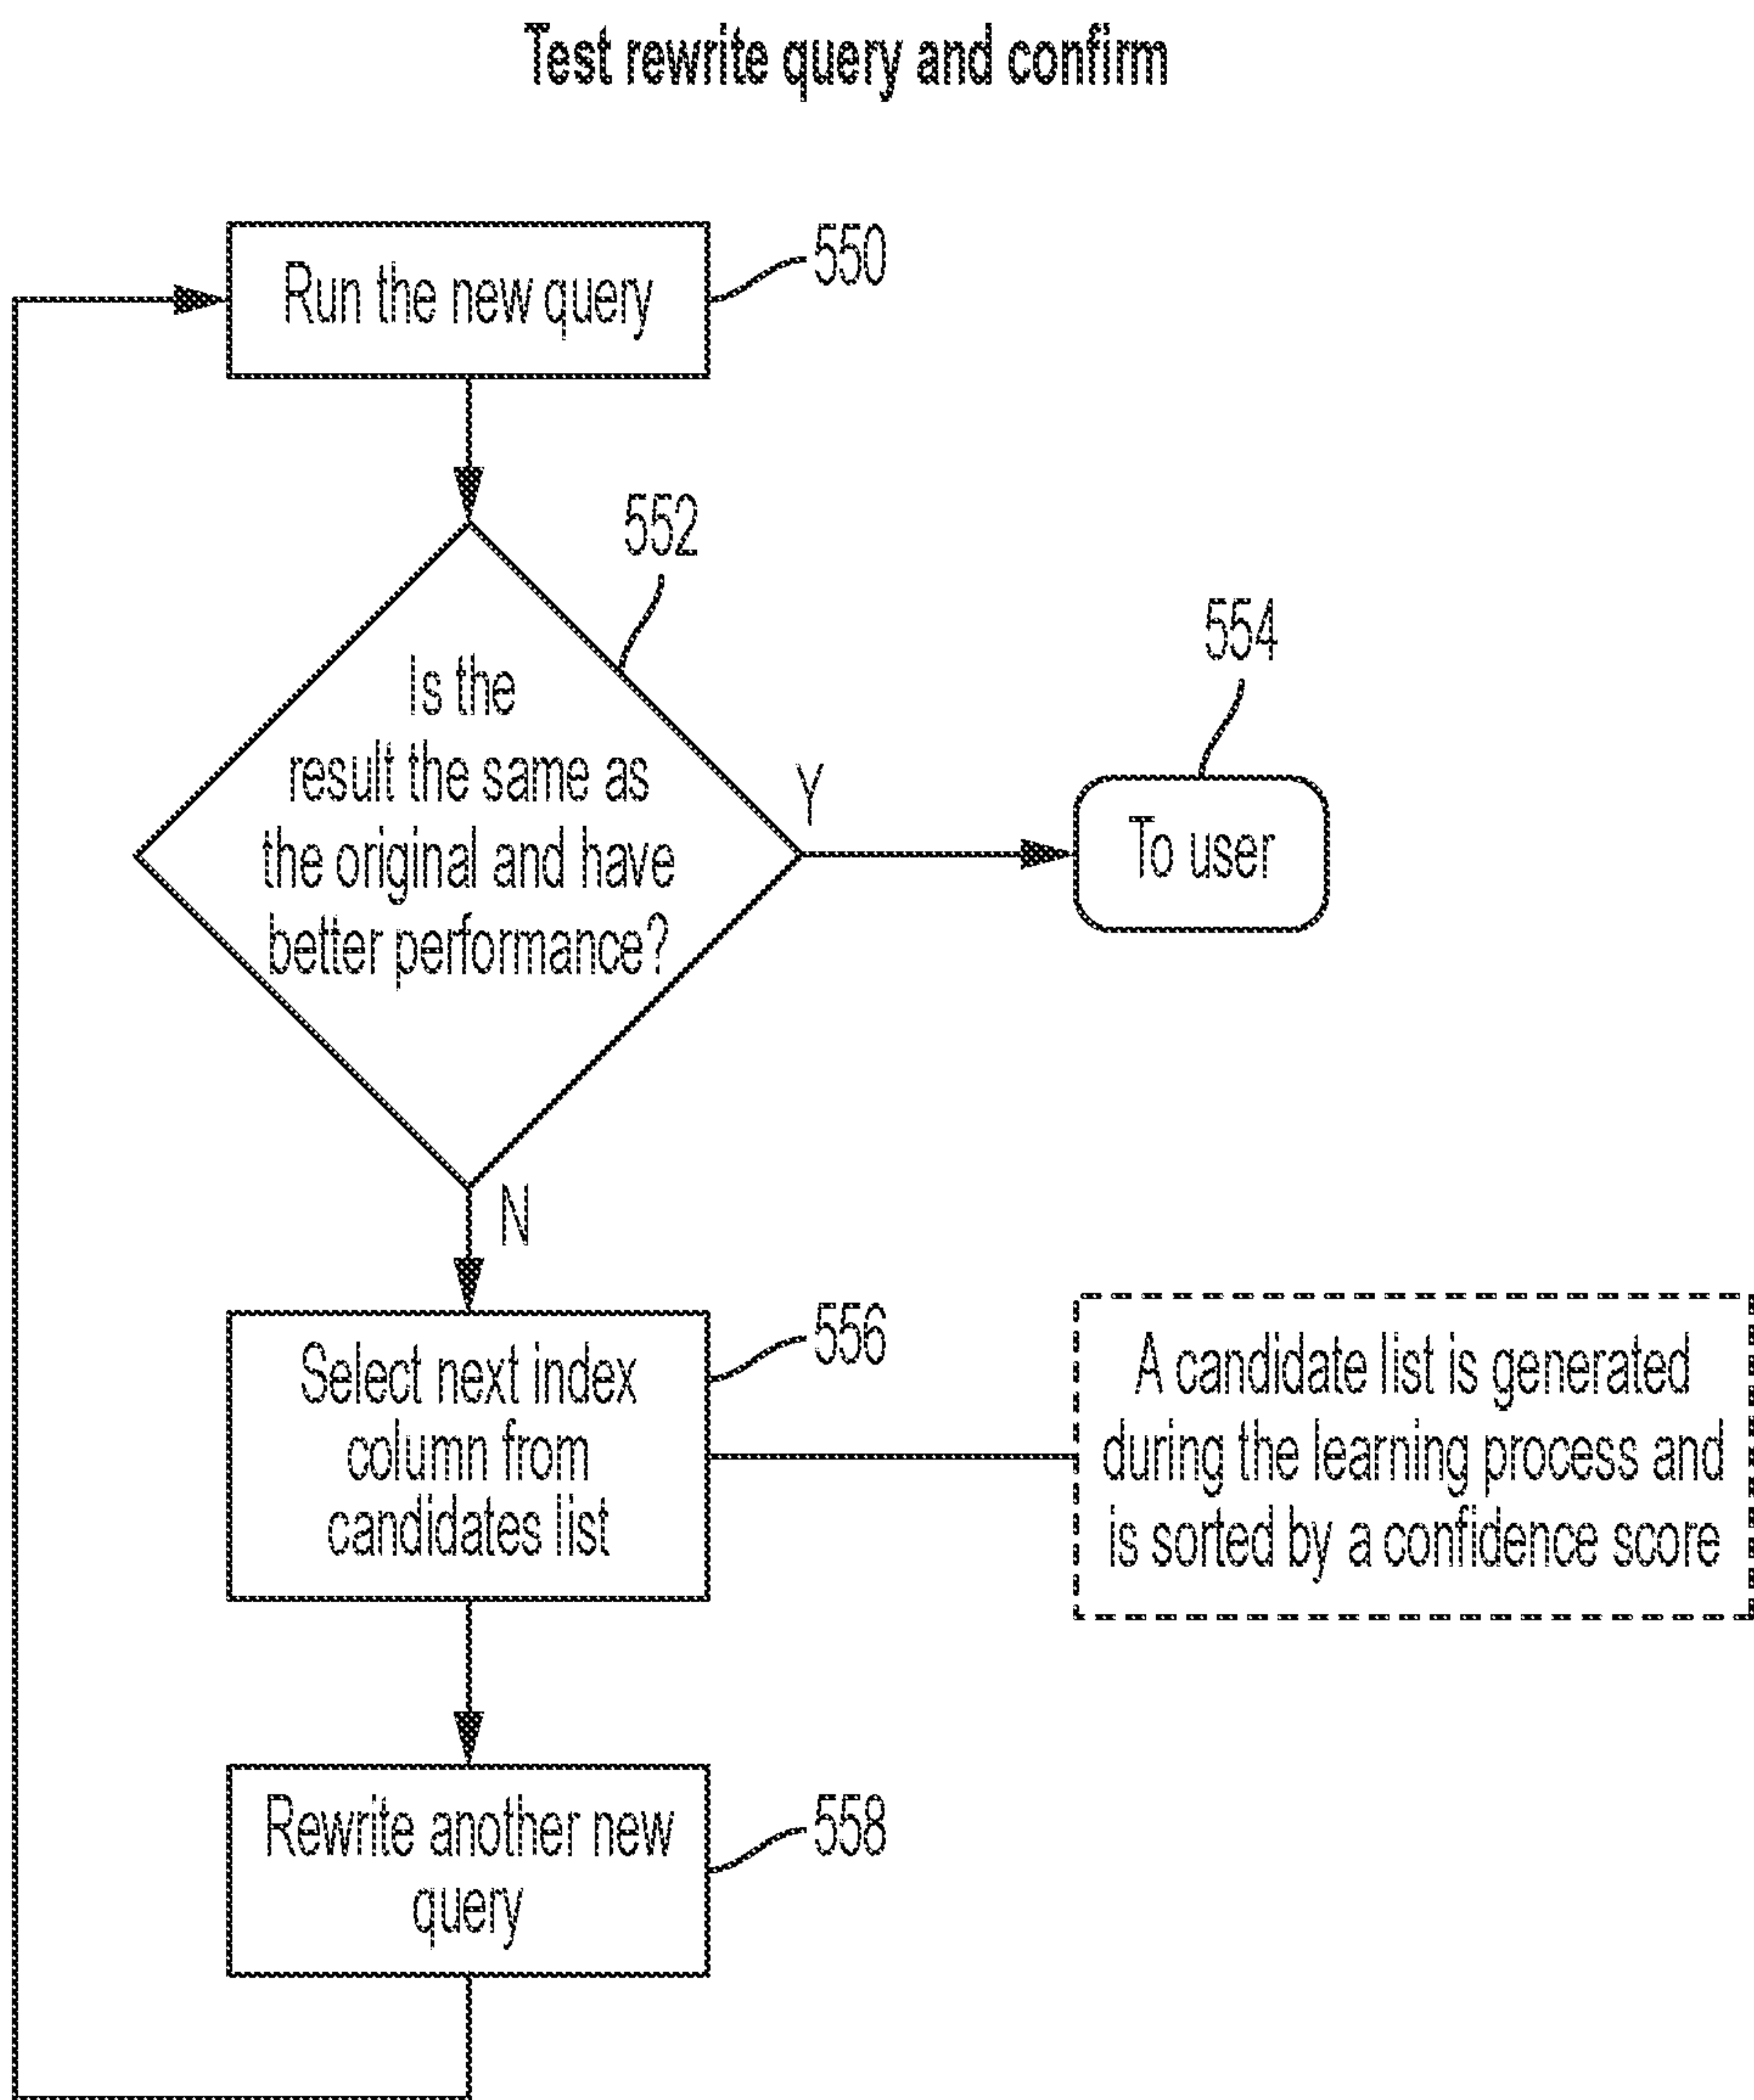 Test rewrite query and confirm
550
Run the new query
552
Is the
result the same as
the original and have
better performance?
Y
554
To user
N
556
Select next index
column from
candidates list
A candidate list is generated
during the learning process and
is sorted by a confidence score
Rewrite another new
query
558